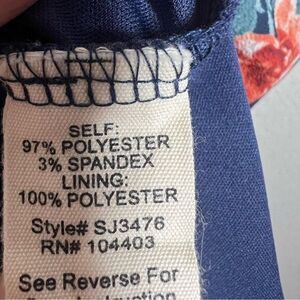 SELF:
97% POLYESTER
3% SPANDEX
LINING:
100% POLYESTER
Style# SJ3476
RN# 104403
See Reverse For